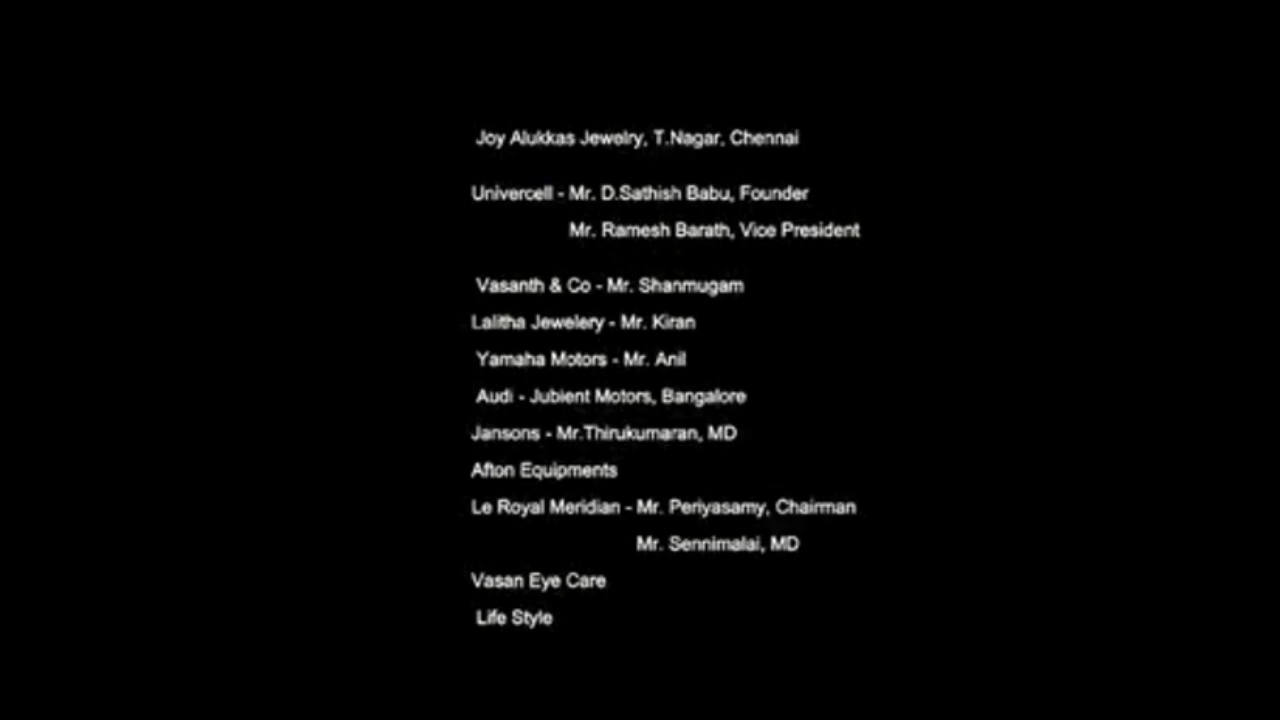 Joy Alukkas Jewelry, T.Nagar, Chennai
Univercell - Mr. D.Sathish Babu, Founder
Mr. Ramesh Barath, Vice President
Vasanth & Co - Mr. Shanmugam
Lalitha Jewelery - Mr. Kiran
Yamaha Motors - Mr. Anil
Audi - Jubient Motors, Bangalore
Jansons - Mr.Thirukumaran, MD
Afton Equipments
Le Royal Meridian - Mr. Periyasamy, Chairman
Mr. Sennimalai, MD
Vasan Eye Care
Life Style